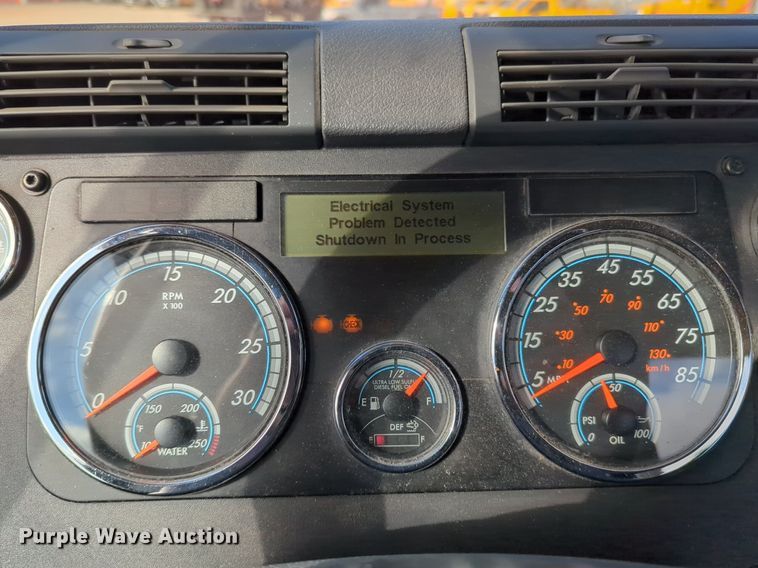 Electrical System
Problem Detected
Shutdown In Process
0 5 10 15 20 25 30
RPM
X 100
°F 100 150 200 250
WATER
CHECK
1/2
ULTRA LOW SULFUR
DIESEL FUEL ONLY
E F
DEF
E F
5 15 25 35 45 55 65 75 85
MPH
10 30 50 70 90 110 130
km/h
PSI 0 50 100
OIL
Purple Wave Auction